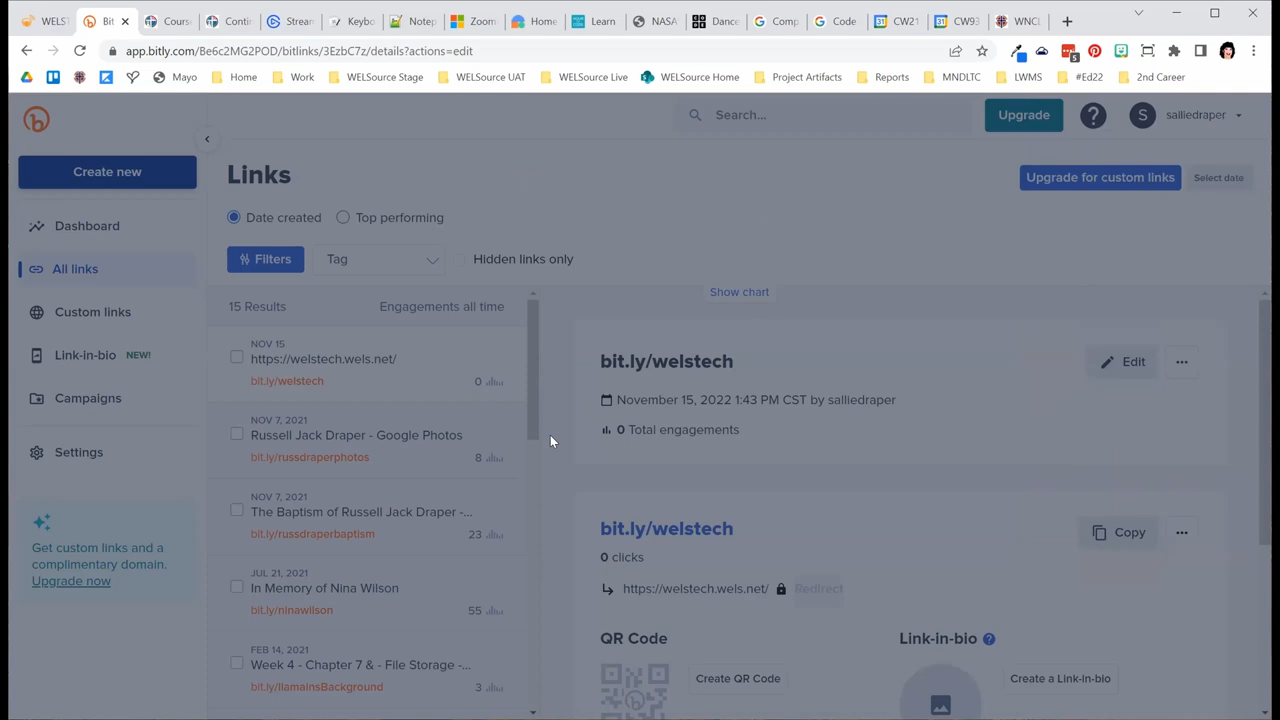 WELS
Bit
Cours
Contin
Stream
Keybo
Notep
Zoom
Home
Learn
NASA
Dance
Comp
Code
CW21
CW93
WNCL
app.bitly.com/Be6c2MG2POD/bitlinks/3EzbC7z/details?actions=edit
5
Mayo
Home
Work
WELSource Stage
WELSource UAT
WELSource Live
WELSource Home
Project Artifacts
Reports
MNDLTC
LWMS
#Ed22
2nd Career
Search...
Upgrade
?
S
salliedraper
Create new
Links
Upgrade for custom links
Select date
Dashboard
Date created
Top performing
All links
Filters
Tag
Hidden links only
Custom links
Link-in-bio NEW!
Campaigns
Settings
Get custom links and a
complimentary domain.
Upgrade now
15 Results
Engagements all time
NOV 15
https://welstech.wels.net/
bit.ly/welstech
0
NOV 7, 2021
Russell Jack Draper - Google Photos
bit.ly/russdraperphotos
8
NOV 7, 2021
The Baptism of Russell Jack Draper -...
bit.ly/russdraperbaptism
23
JUL 21, 2021
In Memory of Nina Wilson
bit.ly/ninawilson
55
FEB 14, 2021
Week 4 - Chapter 7 & - File Storage -...
bit.ly/llamainsBackground
3
Show chart
bit.ly/welstech
Edit
November 15, 2022 1:43 PM CST by salliedraper
0 Total engagements
bit.ly/welstech
Copy
0 clicks
https://welstech.wels.net/
Redirect
QR Code
Link-in-bio
?
Create QR Code
Create a Link-in-bio